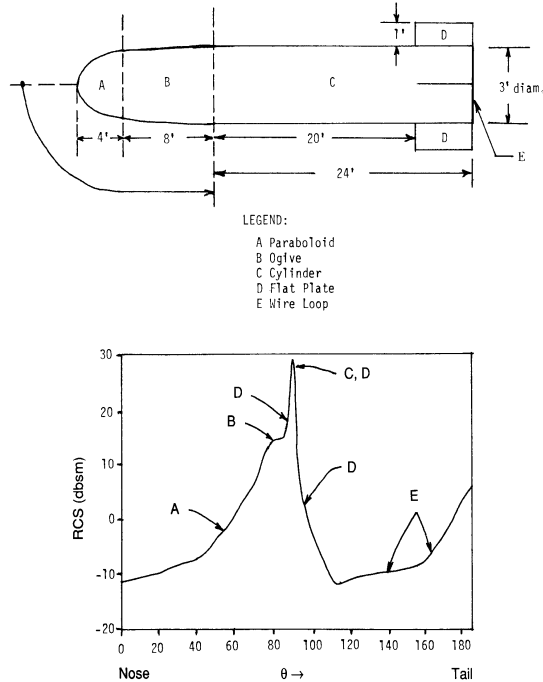 1'
D
A
B
C
3' diam.
4'
8'
20'
D
24'
E
LEGEND:
A Paraboloid
B Ogive
C Cylinder
D Flat Plate
E Wire Loop
30
20
10
0
-10
-20
RCS (dbsm)
C, D
D
B
A
D
E
0
20
40
60
80
100
120
140
160
180
Nose
θ→
Tail